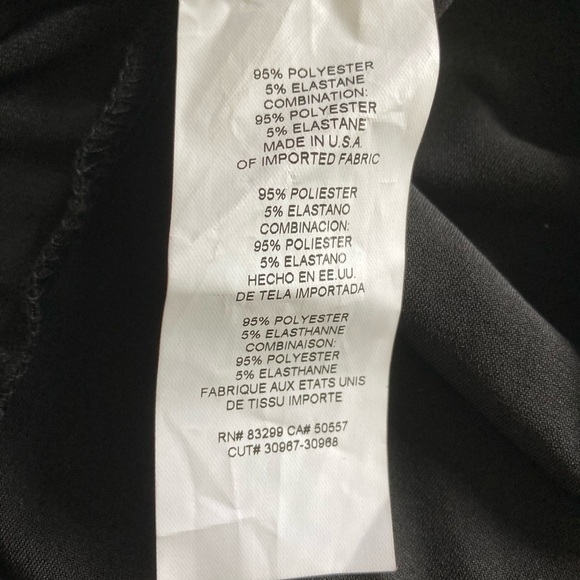 95% POLYESTER
5% ELASTANE
COMBINATION:
95% POLYESTER
5% ELASTANE
MADE IN U.S.A.
OF IMPORTED FABRIC
95% POLIESTER
5% ELASTANO
COMBINACION:
95% POLIESTER
5% ELASTANO
HECHO EN EE.UU.
DE TELA IMPORTADA
95% POLYESTER
5% ELASTHANNE
COMBINAISON:
95% POLYESTER
5% ELASTHANNE
FABRIQUE AUX ETATS UNIS
DE TISSU IMPORTE
RN# 83299 CA# 50557
CUT# 30967-30968